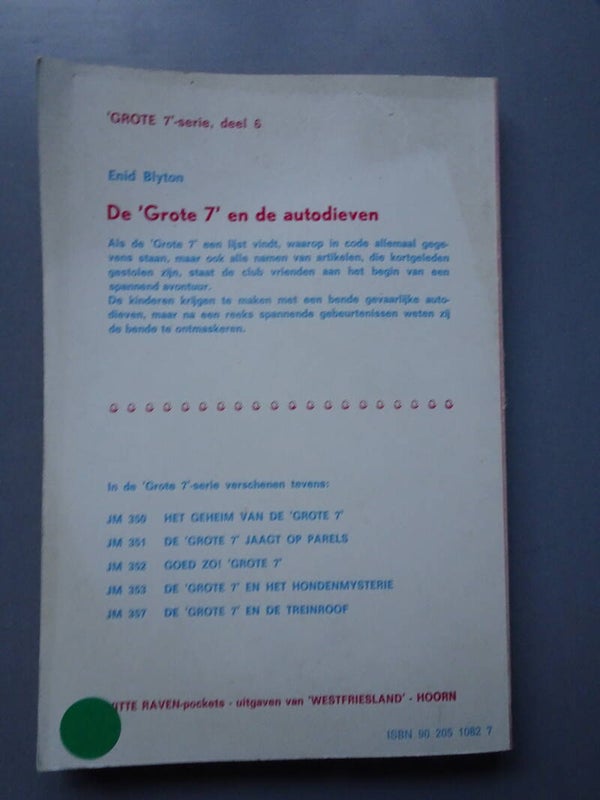 'GROTE 7'-serie, deel 6
Enid Blyton
De 'Grote 7' en de autodieven
Als de 'Grote 7' een lijst vindt, waarop in code allemaal gege-
vens staan, maar ook alle namen van artikelen, die kortgeleden
gestolen zijn, staat de club vrienden aan het begin van een
spannend avontuur.
De kinderen krijgen te maken met een bende gevaarlijke auto-
dieven, maar na een reeks spannende gebeurtenissen weten zij
de bende te ontmaskeren.
In de 'Grote 7'-serie verschenen tevens:
JM 350 HET GEHEIM VAN DE 'GROTE 7'
JM 351 DE 'GROTE 7' JAAGT OP PARELS
JM 352 GOED ZO! 'GROTE 7'
JM 353 DE 'GROTE 7' EN HET HONDENMYSTERIE
JM 357 DE 'GROTE 7' EN DE TREINROOF
ITTE RAVEN-pockets - uitgaven van 'WESTFRIESLAND' - HOORN
ISBN 90 205 1082 7